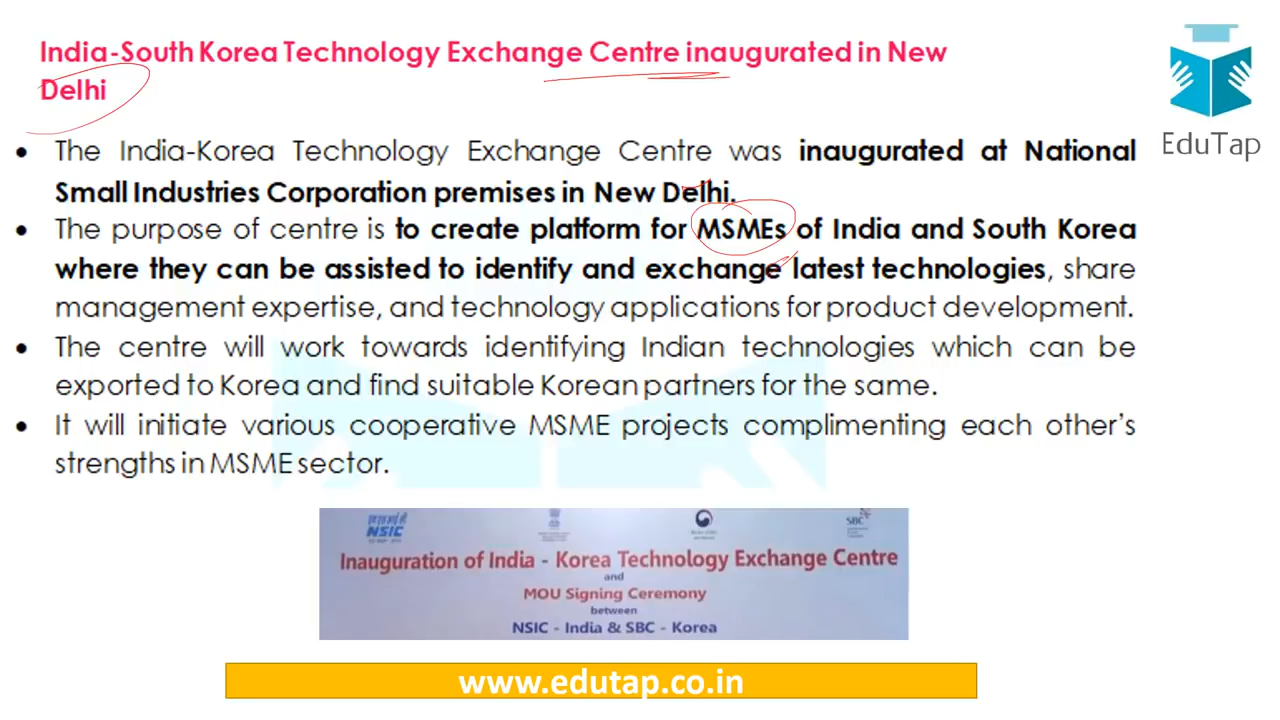 India-South Korea Technology Exchange Centre inaugurated in New
Delhi
EduTap
• The India-Korea Technology Exchange Centre was inaugurated at National
Small Industries Corporation premises in New Delhi.
• The purpose of centre is to create platform for MSMEs of India and South Korea
where they can be assisted to identify and exchange latest technologies, share
management expertise, and technology applications for product development.
• The centre will work towards identifying Indian technologies which can be
exported to Korea and find suitable Korean partners for the same.
• It will initiate various cooperative MSME projects complimenting each other's
strengths in MSME sector.
NSIC
SBC
Inauguration of India - Korea Technology Exchange Centre
and
MOU Signing Ceremony
between
NSIC - India & SBC - Korea
www.edutap.co.in